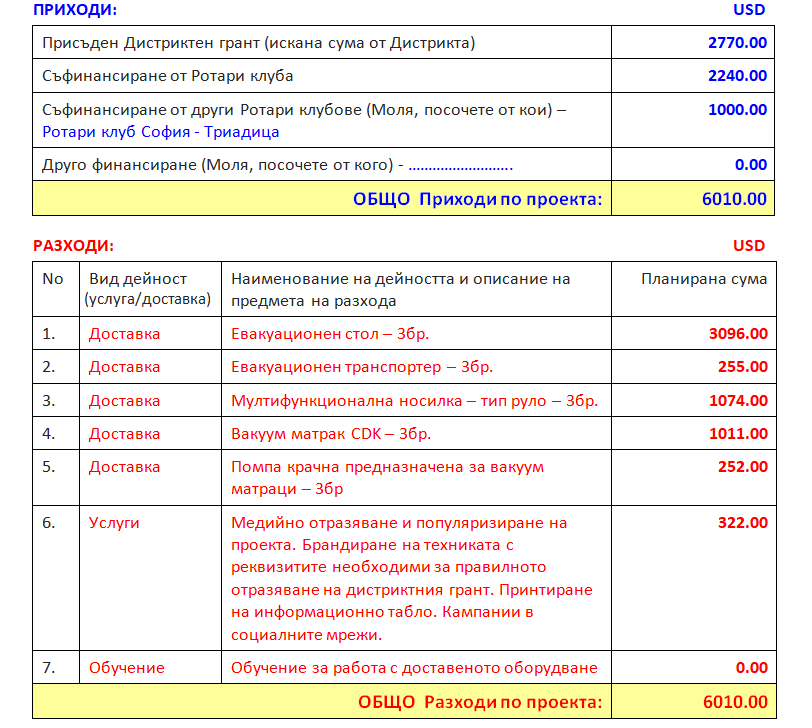 ПРИХОДИ: USD
Присъден Дистриктен грант (искана сума от Дистрикта) 2770.00
Съфинансиране от Ротари клуба 2240.00
Съфинансиране от други Ротари клубове (Моля, посочете от кои) – 1000.00
Ротари клуб София - Триадица
Друго финансиране (Моля, посочете от кого) - …………………….. 0.00
ОБЩО Приходи по проекта: 6010.00
РАЗХОДИ: USD
No Вид дейност Наименование на дейността и описание на Планирана сума
(услуга/доставка) предмета на разхода
1. Доставка Евакуационен стол – 3бр. 3096.00
2. Доставка Евакуационен транспортер – 3бр. 255.00
3. Доставка Мултифункционална носилка – тип руло – 3бр. 1074.00
4. Доставка Вакуум матрак CDK – 3бр. 1011.00
5. Доставка Помпа крачна предназначена за вакуум 252.00
матраци – 3бр
6. Услуги Медийно отразяване и популяризиране на 322.00
проекта. Брандиране на техниката с
реквизитите необходими за правилното
отразяване на дистриктния грант. Принтиране
на информационно табло. Кампании в
социалните мрежи.
7. Обучение Обучение за работа с доставеното оборудване 0.00
ОБЩО Разходи по проекта: 6010.00